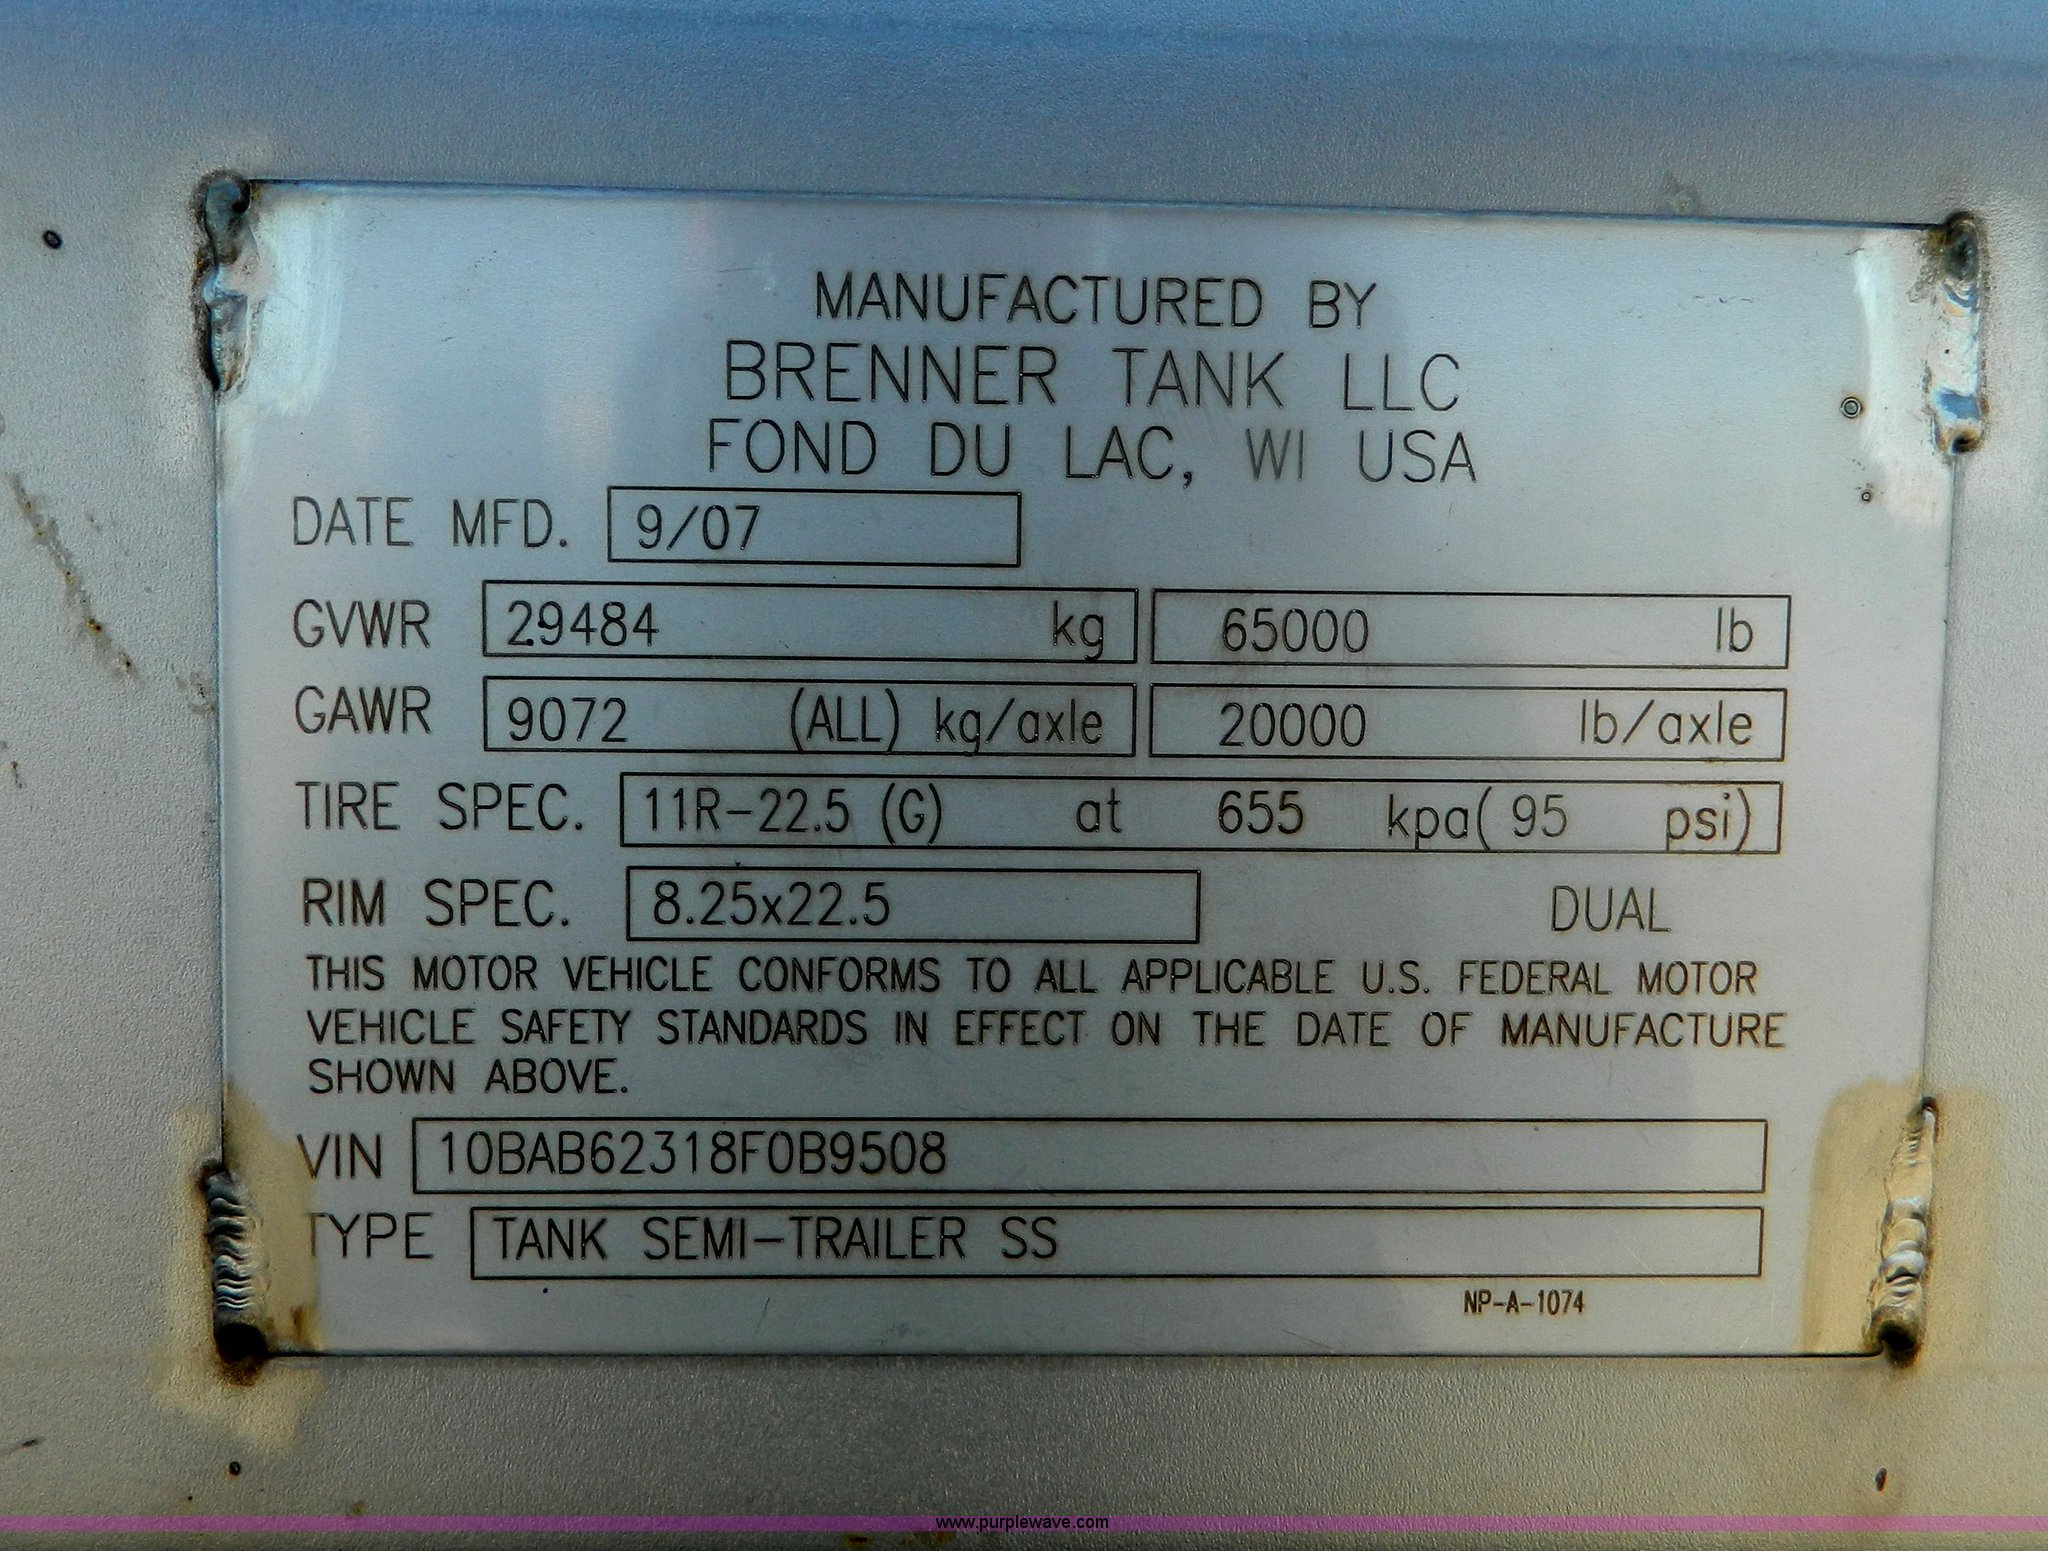 MANUFACTURED BY
BRENNER TANK LLC
FOND DU LAC, WI USA
DATE MFD. 9/07
GVWR 29484 kg 65000 lb
GAWR 9072 (ALL) kg/axle 20000 lb/axle
TIRE SPEC. 11R-22.5 (G) at 655 kpa( 95 psi)
RIM SPEC. 8.25x22.5 DUAL
THIS MOTOR VEHICLE CONFORMS TO ALL APPLICABLE U.S. FEDERAL MOTOR
VEHICLE SAFETY STANDARDS IN EFFECT ON THE DATE OF MANUFACTURE
SHOWN ABOVE.
VIN 10BAB62318F0B9508
TYPE TANK SEMI-TRAILER SS
NP-A-1074
www.purplewave.com